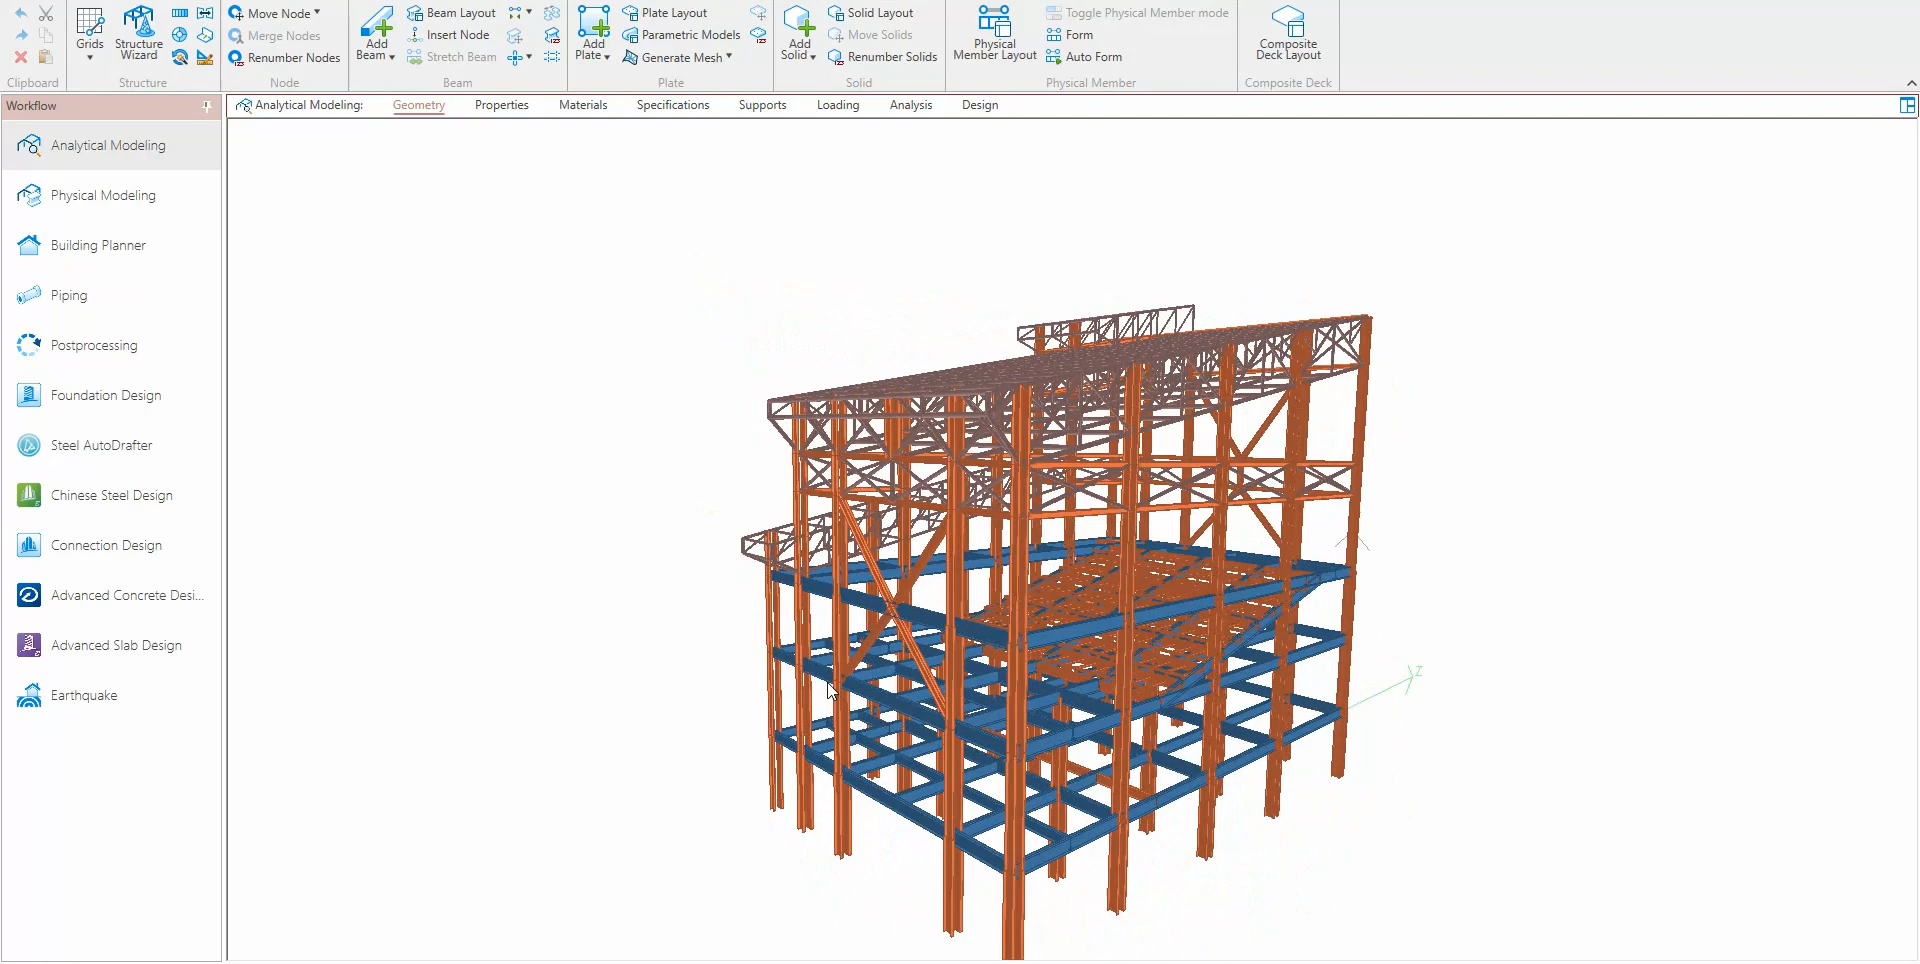 Move Node
Merge Nodes
Renumber Nodes
Grids
Structure
Wizard
Add
Beam
Beam Layout
Insert Node
Stretch Beam
Add
Plate
Plate Layout
Parametric Models
Generate Mesh
Add
Solid
Solid Layout
Move Solids
Renumber Solids
Physical
Member Layout
Toggle Physical Member mode
Form
Auto Form
Composite
Deck Layout
Clipboard
Structure
Node
Beam
Plate
Solid
Physical Member
Composite Deck
Workflow
Analytical Modeling:
Geometry
Properties
Materials
Specifications
Supports
Loading
Analysis
Design
Analytical Modeling
Physical Modeling
Building Planner
Piping
Postprocessing
Foundation Design
Steel AutoDrafter
Chinese Steel Design
Connection Design
Advanced Concrete Desi...
Advanced Slab Design
Earthquake
Z